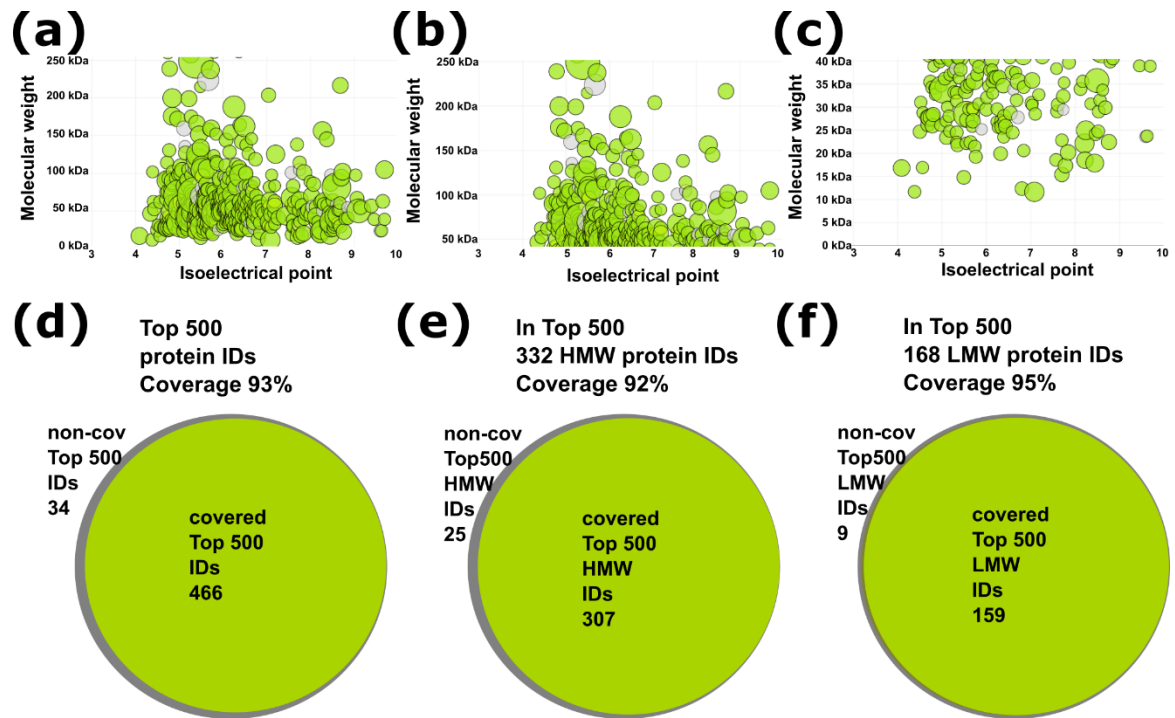 (a)
Molecular weight
250 kDa
200 kDa
150 kDa
100 kDa
50 kDa
0 kDa
3 4 5 6 7 8 9 10
Isoelectrical point
(b)
Molecular weight
250 kDa
200 kDa
150 kDa
100 kDa
50 kDa
3 4 5 6 7 8 9 10
Isoelectrical point
(c)
Molecular weight
40 kDa
35 kDa
30 kDa
25 kDa
20 kDa
15 kDa
10 kDa
5 kDa
0 kDa
3 4 5 6 7 8 9 10
Isoelectrical point
(d)
Top 500
protein IDs
Coverage 93%
non-cov
Top 500
IDs
34
covered
Top 500
IDs
466
(e)
In Top 500
332 HMW protein IDs
Coverage 92%
non-cov
Top500
HMW
IDs
25
covered
Top 500
HMW
IDs
307
(f)
In Top 500
168 LMW protein IDs
Coverage 95%
non-cov
Top500
LMW
IDs
9
covered
Top 500
LMW
IDs
159